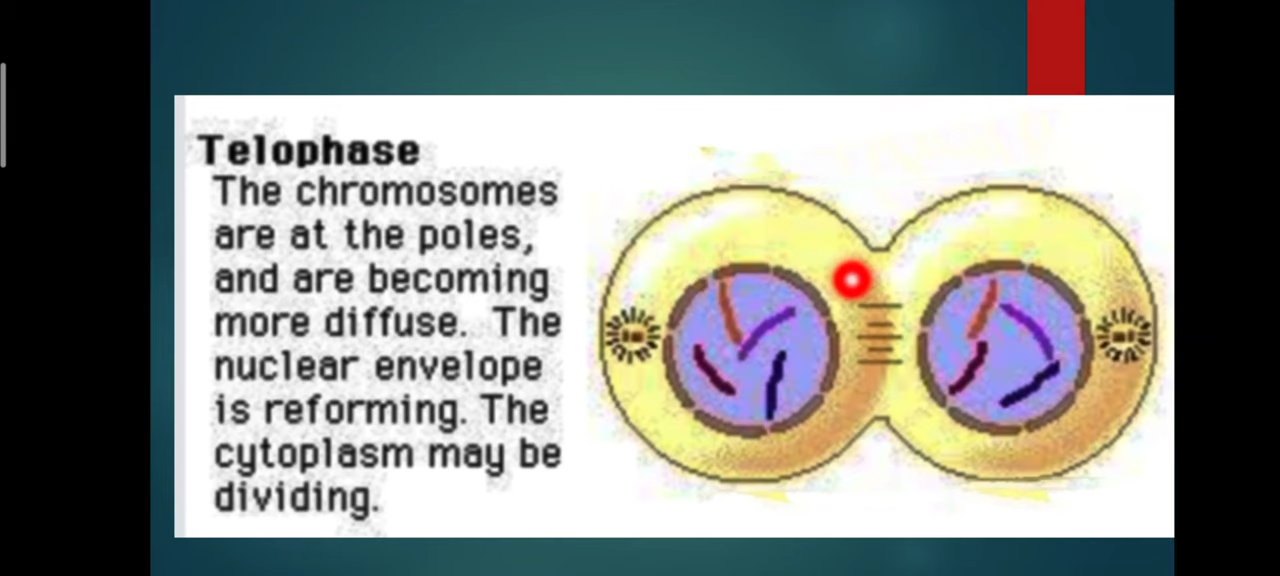 Telophase
The chromosomes
are at the poles,
and are becoming
more diffuse. The
nuclear envelope
is reforming. The
cytoplasm may be
dividing.